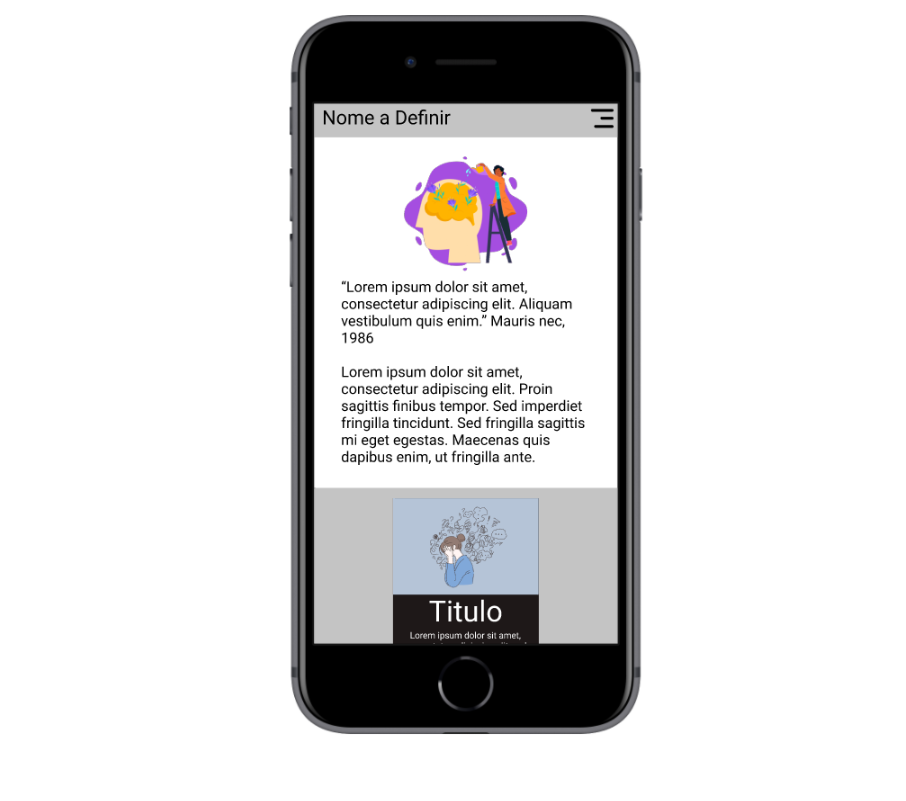 Nome a Definir
“Lorem ipsum dolor sit amet,
consectetur adipiscing elit. Aliquam
vestibulum quis enim.” Mauris nec,
1986
Lorem ipsum dolor sit amet,
consectetur adipiscing elit. Proin
sagittis finibus tempor. Sed imperdiet
fringilla tincidunt. Sed fringilla sagittis
mi eget egestas. Maecenas quis
dapibus enim, ut fringilla ante.
Titulo
Lorem ipsum dolor sit amet,